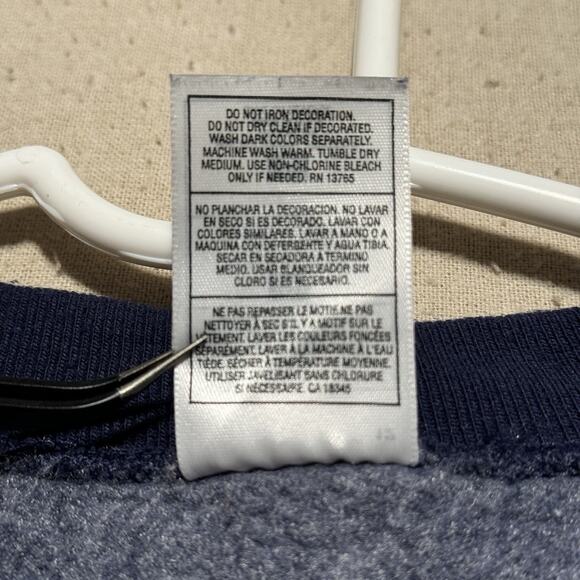 DO NOT IRON DECORATION.
DO NOT DRY CLEAN IF DECORATED.
WASH DARK COLORS SEPARATELY.
MACHINE WASH WARM. TUMBLE DRY
MEDIUM. USE NON-CHLORINE BLEACH
ONLY IF NEEDED. RN 13765
NO PLANCHAR LA DECORACION. NO LAVAR
EN SECO SI ES DECORADO. LAVAR CON
COLORES SIMILARES. LAVAR A MANO O A
MAQUINA CON DETERGENTE Y AGUA TIBIA.
SECAR EN SECADORA A TERMINO
MEDIO. USAR BLANQUEADOR SIN
CLORO SI ES NECESARIO.
NE PAS REPASSER LE MOTIF. NE PAS
NETTOYER A SEC S'IL Y A MOTIF SUR LE
TEMENT. LAVER LES COULEURS FONCÉES
SÉPARÉMENT. LAVER À LA MACHINE À L'EAU
TIÈDE. SÉCHER À TEMPÉRATURE MOYENNE.
UTILISER JAVELISANT SANS CHLORURE
SI NÉCESSAIRE. CA 18345